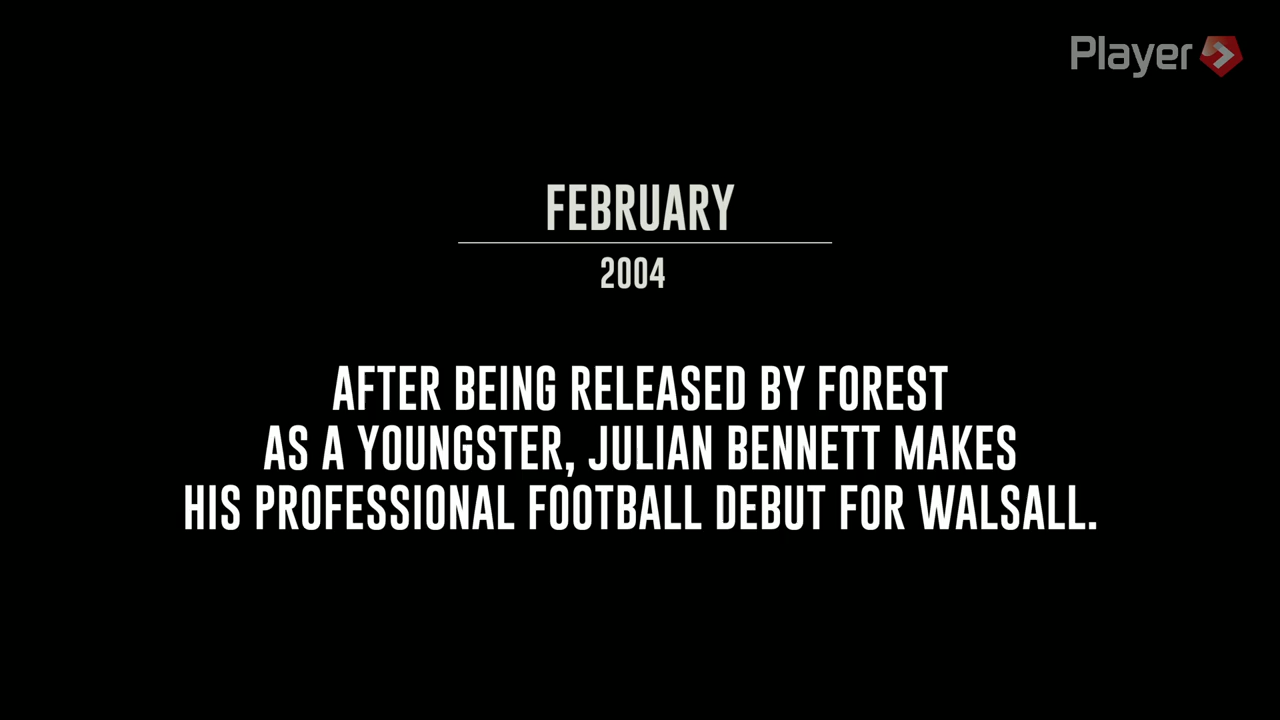 Player
FEBRUARY
2004
AFTER BEING RELEASED BY FOREST
AS A YOUNGSTER, JULIAN BENNETT MAKES
HIS PROFESSIONAL FOOTBALL DEBUT FOR WALSALL.